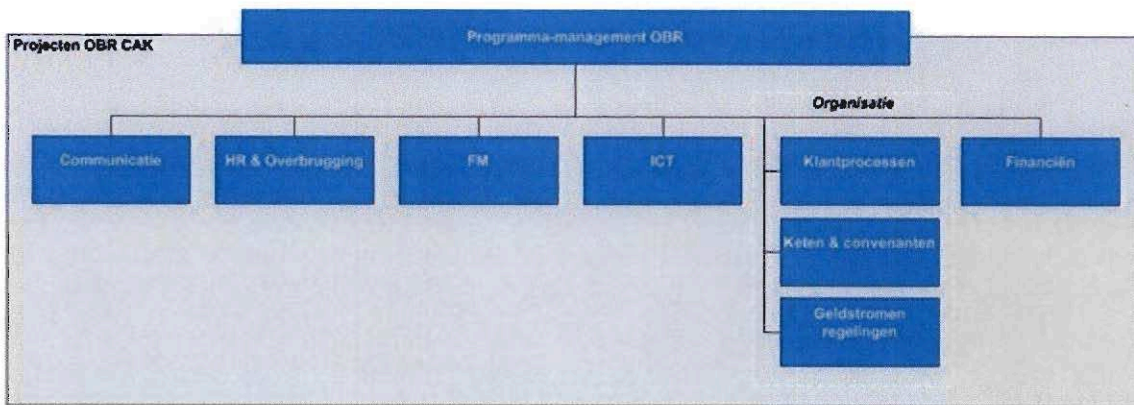 Programma-management OBR
Projecten OBR CAK
Organisatie
Communicatie
HR & Overbrugging
FM
ICT
Klantprocessen
Financiën
Keten & convenanten
Geldstromen
regelingen